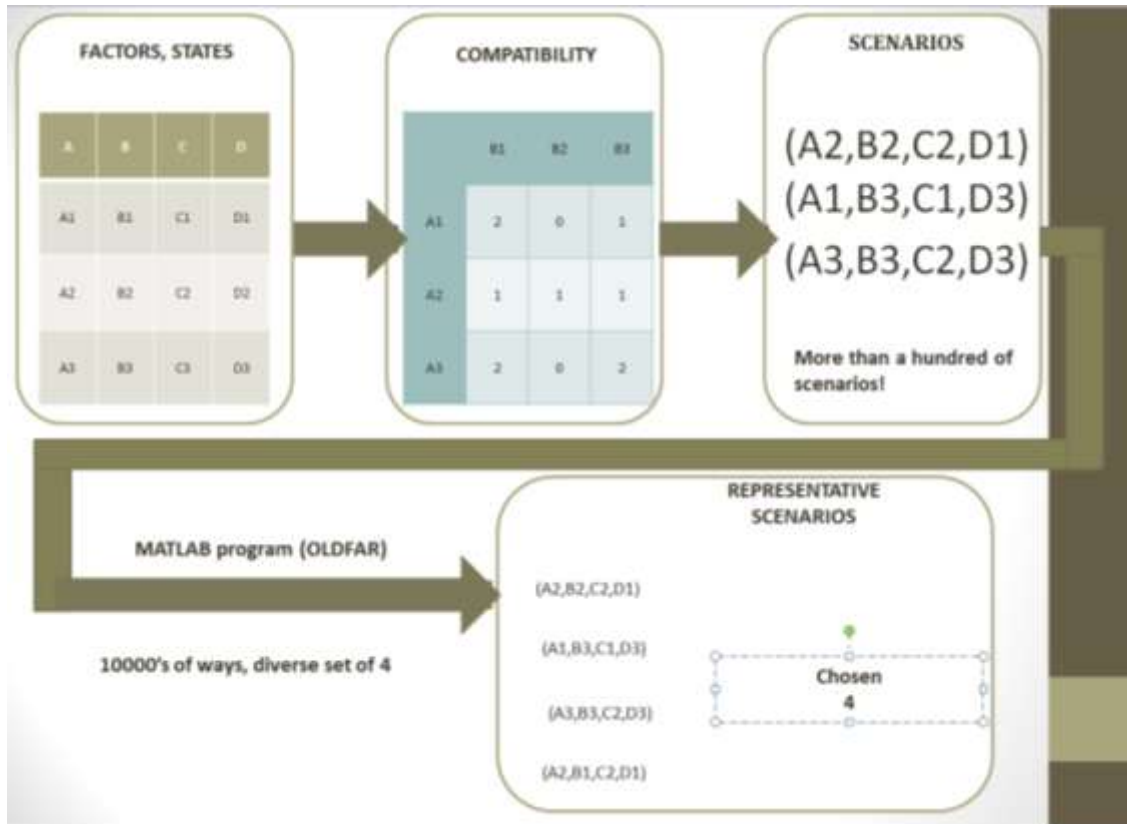 FACTORS, STATES
A B C D
A1 B1 C1 D1
A2 B2 C2 D2
A3 B3 C3 D3
COMPATIBILITY
B1 B2 B3
A1 2 0 1
A2 1 1 1
A3 2 0 2
SCENARIOS
(A2,B2,C2,D1)
(A1,B3,C1,D3)
(A3,B3,C2,D3)
More than a hundred of
scenarios!
MATLAB program (OLDFAR)
10000's of ways, diverse set of 4
REPRESENTATIVE
SCENARIOS
(A2,B2,C2,D1)
(A1,B3,C1,D3)
(A3,B3,C2,D3)
(A2,B1,C2,D1)
Chosen
4